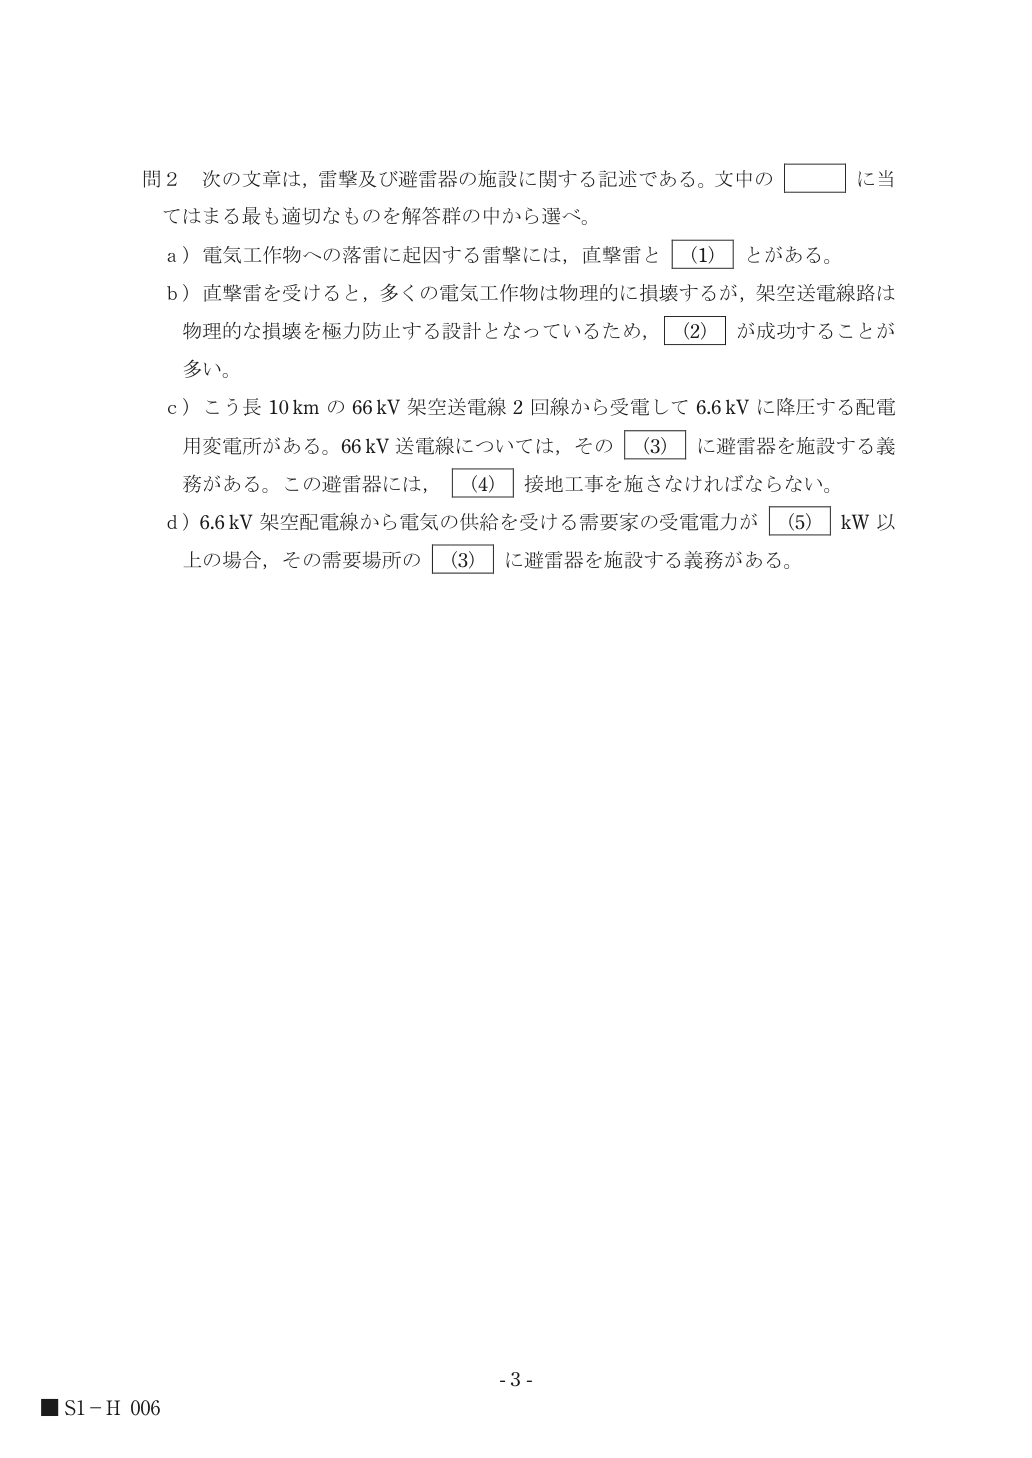 問2 次の文章は，雷撃及び避雷器の施設に関する記述である。文中の に当
てはまる最も適切なものを解答群の中から選べ。
a）電気工作物への落雷に起因する雷撃には，直撃雷と (1) とがある。
b）直撃雷を受けると，多くの電気工作物は物理的に損壊するが，架空送電線路は
物理的な損壊を極力防止する設計となっているため， (2) が成功することが
多い。
c）こう長 10 km の 66 kV 架空送電線 2 回線から受電して 6.6 kV に降圧する配電
用変電所がある。66 kV 送電線については，その (3) に避雷器を施設する義
務がある。この避雷器には， (4) 接地工事を施さなければならない。
d）6.6 kV 架空配電線から電気の供給を受ける需要家の受電電力が (5) kW 以
上の場合，その需要場所の (3) に避雷器を施設する義務がある。
- 3 -
■ S1－H 006